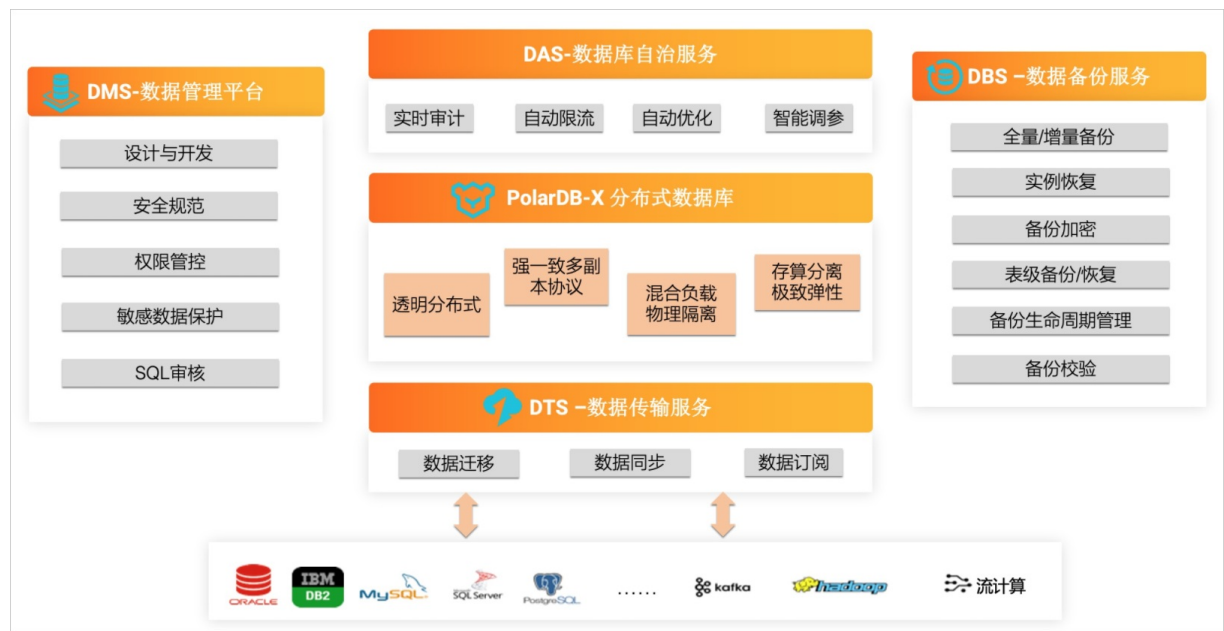 DMS-数据管理平台
设计与开发
安全规范
权限管控
敏感数据保护
SQL审核
DAS-数据库自治服务
实时审计
自动限流
自动优化
智能调参
PolarDB-X 分布式数据库
透明分布式
强一致多副
本协议
混合负载
物理隔离
存算分离
极致弹性
DTS –数据传输服务
数据迁移
数据同步
数据订阅
DBS –数据备份服务
全量/增量备份
实例恢复
备份加密
表级备份/恢复
备份生命周期管理
备份校验
ORACLE
IBM
DB2
MySQL
SQL Server
PostgreSQL
……
kafka
hadoop
流计算